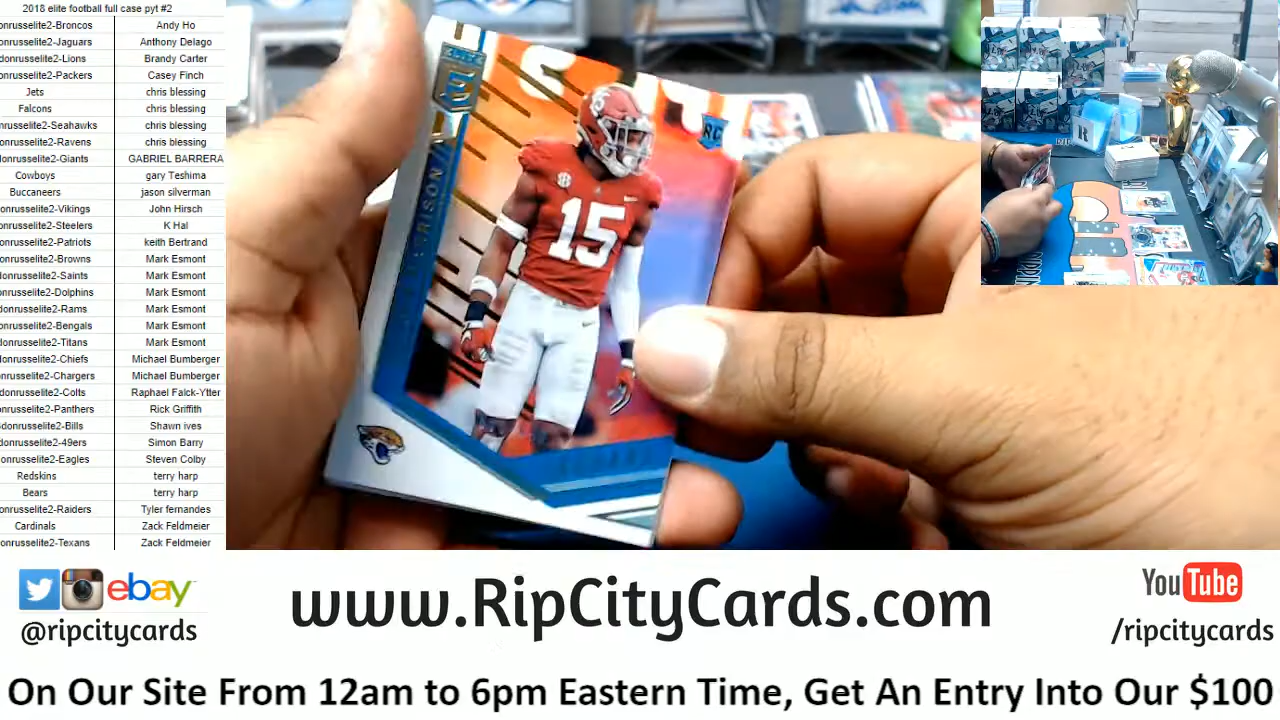 2018 elite football full case pyt #2
onrusselite2-Broncos Andy Ho
onrusselite2-Jaguars Anthony Delago
donrusselite2-Lions Brandy Carter
onrusselite2-Packers Casey Finch
Jets chris blessing
Falcons chris blessing
nrusselite2-Seahawks chris blessing
onrusselite2-Ravens chris blessing
onrusselite2-Giants GABRIEL BARRERA
Cowboys gary Teshima
Buccaneers jason silverman
onrusselite2-Vikings John Hirsch
onrusselite2-Steelers K Hal
onrusselite2-Patriots keith Bertrand
onrusselite2-Browns Mark Esmont
donrusselite2-Saints Mark Esmont
onrusselite2-Dolphins Mark Esmont
donrusselite2-Rams Mark Esmont
onrusselite2-Bengals Mark Esmont
donrusselite2-Titans Mark Esmont
onrusselite2-Chiefs Michael Bumberger
onrusselite2-Chargers Michael Bumberger
donrusselite2-Colts Raphael Falck-Ytter
onrusselite2-Panthers Rick Griffith
donrusselite2-Bills Shawn ives
donrusselite2-49ers Simon Barry
onrusselite2-Eagles Steven Colby
Redskins terry harp
Bears terry harp
onrusselite2-Raiders Tyler fernandes
Cardinals Zack Feldmeier
onrusselite2-Texans Zack Feldmeier
E
RC
15
ebay
@ripcitycards
www.RipCityCards.com
YouTube
/ripcitycards
On Our Site From 12am to 6pm Eastern Time, Get An Entry Into Our $100